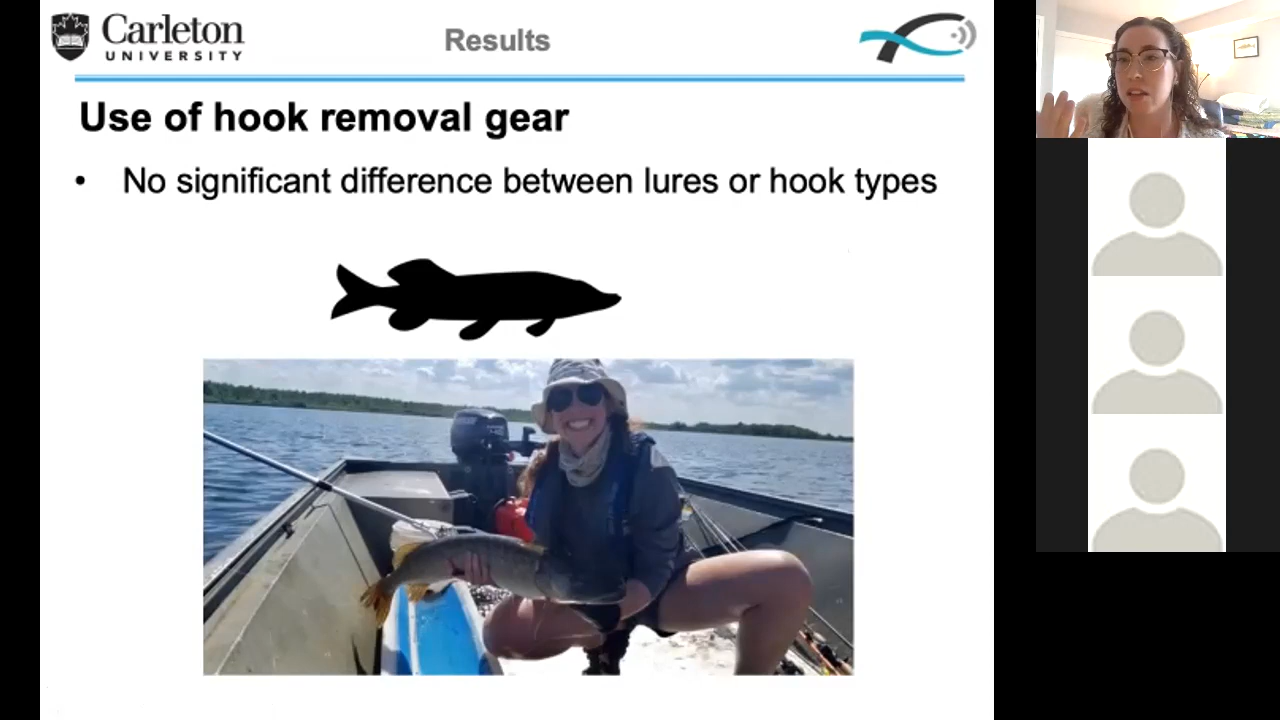 Carleton
UNIVERSITY
Results
Use of hook removal gear
• No significant difference between lures or hook types